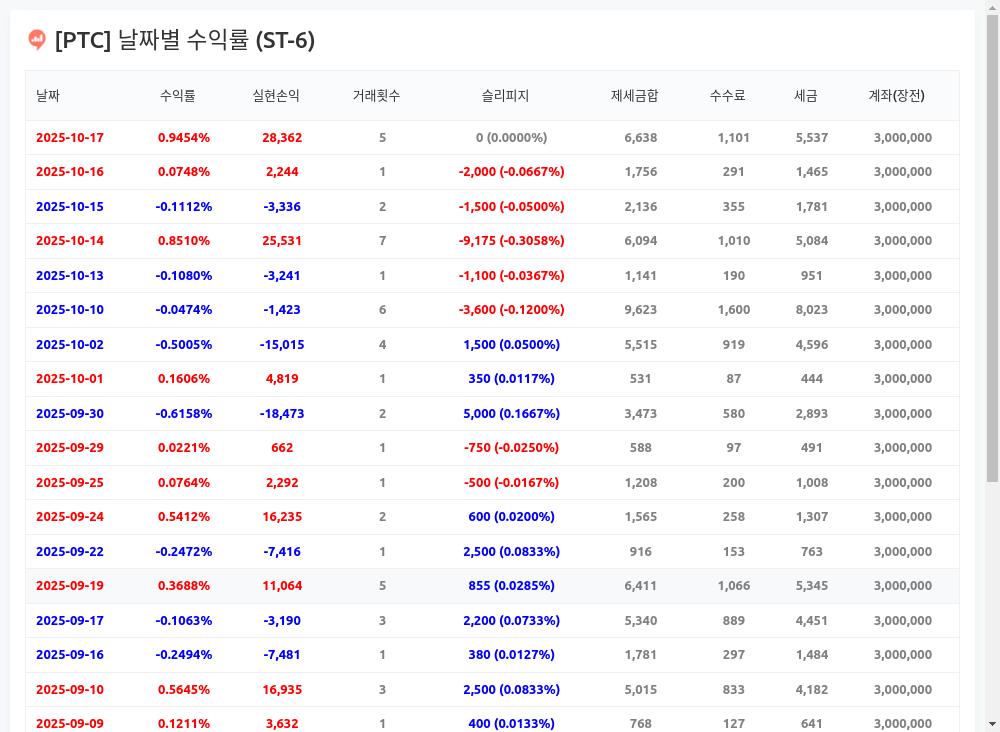 [PTC] 날짜별 수익률 (ST-6)
날짜 수익률 실현손익 거래횟수 슬리피지 제세금합 수수료 세금 계좌(장전)
2025-10-17 0.9454% 28,362 5 0 (0.0000%) 6,638 1,101 5,537 3,000,000
2025-10-16 0.0748% 2,244 1 -2,000 (-0.0667%) 1,756 291 1,465 3,000,000
2025-10-15 -0.1112% -3,336 2 -1,500 (-0.0500%) 2,136 355 1,781 3,000,000
2025-10-14 0.8510% 25,531 7 -9,175 (-0.3058%) 6,094 1,010 5,084 3,000,000
2025-10-13 -0.1080% -3,241 1 -1,100 (-0.0367%) 1,141 190 951 3,000,000
2025-10-10 -0.0474% -1,423 6 -3,600 (-0.1200%) 9,623 1,600 8,023 3,000,000
2025-10-02 -0.5005% -15,015 4 1,500 (0.0500%) 5,515 919 4,596 3,000,000
2025-10-01 0.1606% 4,819 1 350 (0.0117%) 531 87 444 3,000,000
2025-09-30 -0.6158% -18,473 2 5,000 (0.1667%) 3,473 580 2,893 3,000,000
2025-09-29 0.0221% 662 1 -750 (-0.0250%) 588 97 491 3,000,000
2025-09-25 0.0764% 2,292 1 -500 (-0.0167%) 1,208 200 1,008 3,000,000
2025-09-24 0.5412% 16,235 2 600 (0.0200%) 1,565 258 1,307 3,000,000
2025-09-22 -0.2472% -7,416 1 2,500 (0.0833%) 916 153 763 3,000,000
2025-09-19 0.3688% 11,064 5 855 (0.0285%) 6,411 1,066 5,345 3,000,000
2025-09-17 -0.1063% -3,190 3 2,200 (0.0733%) 5,340 889 4,451 3,000,000
2025-09-16 -0.2494% -7,481 1 380 (0.0127%) 1,781 297 1,484 3,000,000
2025-09-10 0.5645% 16,935 3 2,500 (0.0833%) 5,015 833 4,182 3,000,000
2025-09-09 0.1211% 3,632 1 400 (0.0133%) 768 127 641 3,000,000